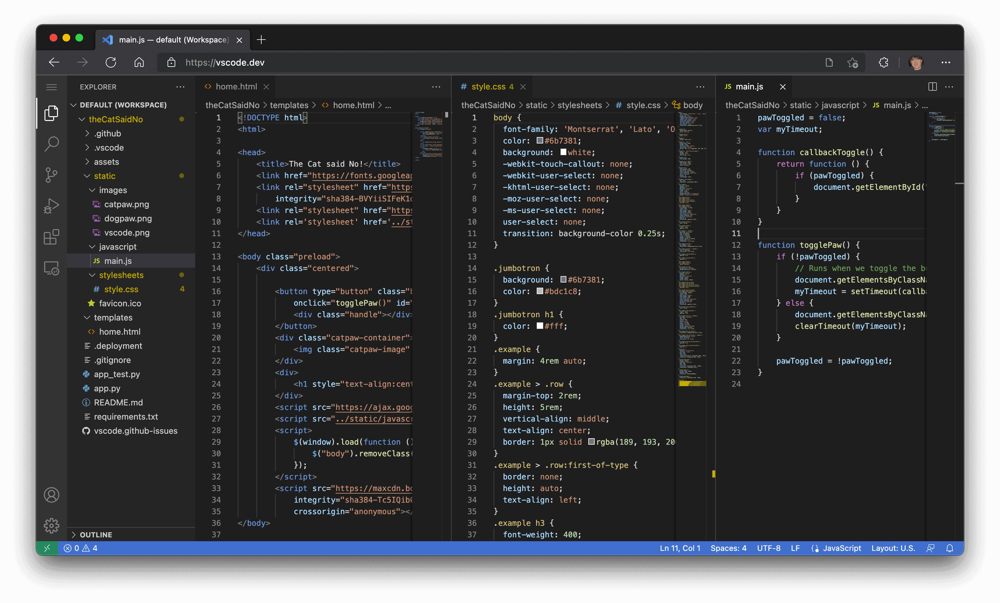 main.js — default (Workspace)
https://vscode.dev
EXPLORER
DEFAULT (WORKSPACE)
theCatSaidNo
.github
.vscode
assets
static
images
catpaw.png
dogpaw.png
vscode.png
javascript
JS main.js
stylesheets
# style.css 4
favicon.ico
templates
<> home.html
.deployment
.gitignore
app_test.py
app.py
README.md
requirements.txt
vscode.github-issues
OUTLINE
<> home.html
theCatSaidNo > templates > <> home.html > ...
1 <!DOCTYPE html>
2 <html>
3
4 <head>
5 <title>The Cat said No!</title>
6 <link href="https://fonts.googleap
7 <link rel="stylesheet" href="https
8 integrity="sha384-BVYiiSIFeK1
9 <link rel="stylesheet" href="https
10 <link rel='stylesheet' href='../st
11 </head>
12
13 <body class="preload">
14 <div class="centered">
15
16 <button type="button" class="b
17 onclick="togglePaw()" id="
18 <div class="handle"></div>
19 </button>
20 <div class="catpaw-container">
21 <img class="catpaw-image"
22 </div>
23 <div>
24 <h1 style="text-align:cent
25 </div>
26 <script src="https://ajax.goog
27 <script src="../static/javascr
28 <script>
29 $(window).load(function ()
30 $("body").removeClass(
31 });
32 </script>
33 <script src="https://maxcdn.bo
34 integrity="sha384-Tc5IQib
35 crossorigin="anonymous"></
36 </body>
37
# style.css 4
theCatSaidNo > static > stylesheets > # style.css > body
1 body {
2 font-family: 'Montserrat', 'Lato', 'O
3 color: #6b7381;
4 background: white;
5 -webkit-touch-callout: none;
6 -webkit-user-select: none;
7 -khtml-user-select: none;
8 -moz-user-select: none;
9 -ms-user-select: none;
10 user-select: none;
11 transition: background-color 0.25s;
12 }
13
14 .jumbotron {
15 background: #6b7381;
16 color: #bdc1c8;
17 }
18 .jumbotron h1 {
19 color: #fff;
20 }
21 .example {
22 margin: 4rem auto;
23 }
24 .example > .row {
25 margin-top: 2rem;
26 height: 5rem;
27 vertical-align: middle;
28 text-align: center;
29 border: 1px solid rgba(189, 193, 20
30 }
31 .example > .row:first-of-type {
32 border: none;
33 height: auto;
34 text-align: left;
35 }
36 .example h3 {
37 font-weight: 400;
JS main.js
theCatSaidNo > static > javascript > JS main.js > ...
1 pawToggled = false;
2 var myTimeout;
3
4 function callbackToggle() {
5 return function () {
6 if (pawToggled) {
7 document.getElementById(
8 }
9 }
10 }
11
12 function togglePaw() {
13 if (!pawToggled) {
14 // Runs when we toggle the b
15 document.getElementsByClassNa
16 myTimeout = setTimeout(callba
17 } else {
18 document.getElementsByClassNa
19 clearTimeout(myTimeout);
20 }
21
22 pawToggled = !pawToggled;
23 }
24
0 4
Ln 11, Col 1 Spaces: 4 UTF-8 LF JavaScript Layout: U.S.